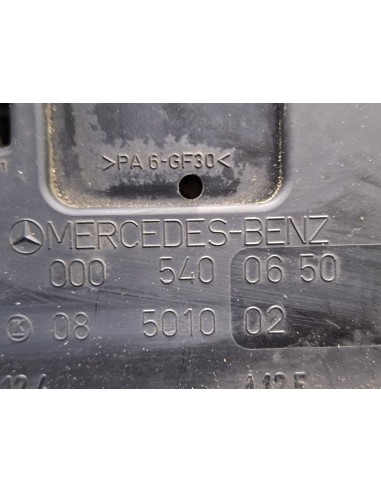 >PA 6-GF30<
MERCEDES-BENZ
000 540 06 50
K 08 5010 02